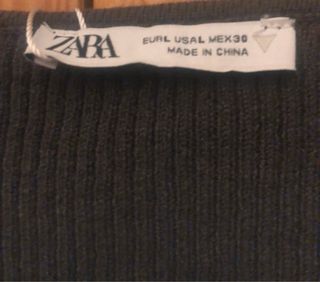 ZARA
EUR L USA L MEX 30
MADE IN CHINA